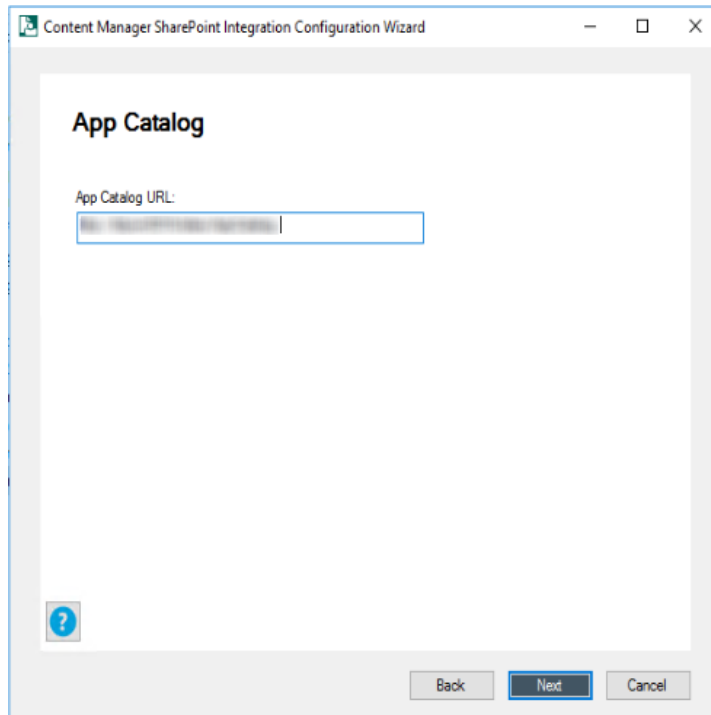 Content Manager SharePoint Integration Configuration Wizard
App Catalog
App Catalog URL:
?
Back Next Cancel